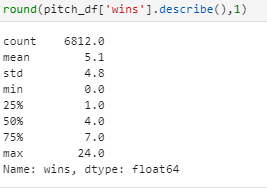 round(pitch_df['wins'].describe(),1)
count    6812.0
mean        5.1
std         4.8
min         0.0
25%         1.0
50%         4.0
75%         7.0
max        24.0
Name: wins, dtype: float64